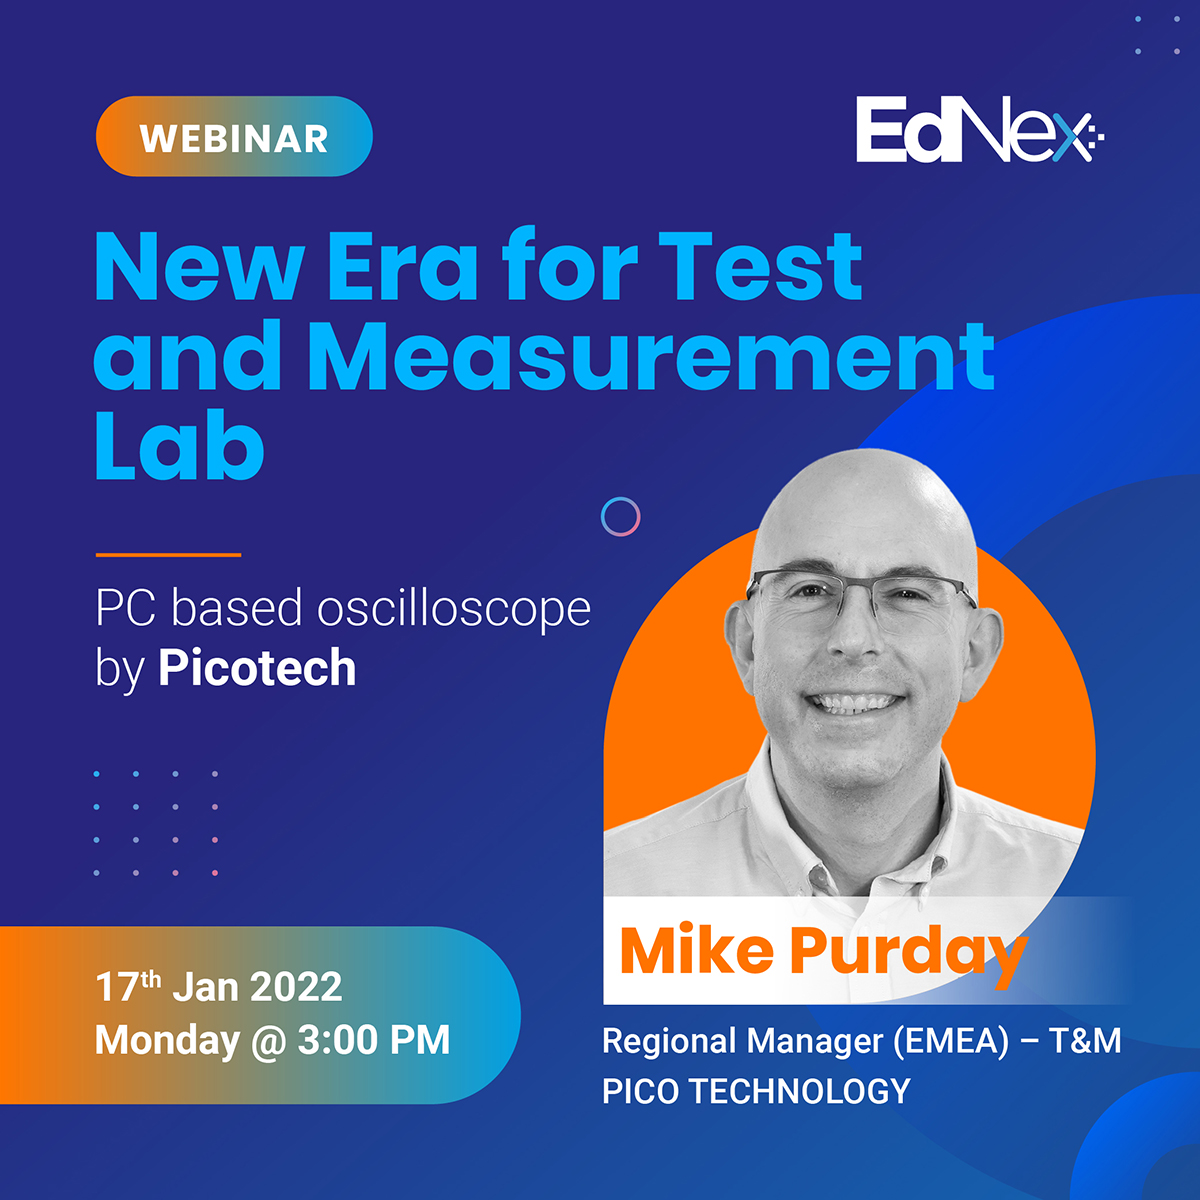 WEBINAR
EdNex
New Era for Test
and Measurement
Lab
PC based oscilloscope
by Picotech
17th Jan 2022
Monday @ 3:00 PM
Mike Purday
Regional Manager (EMEA) – T&M
PICO TECHNOLOGY